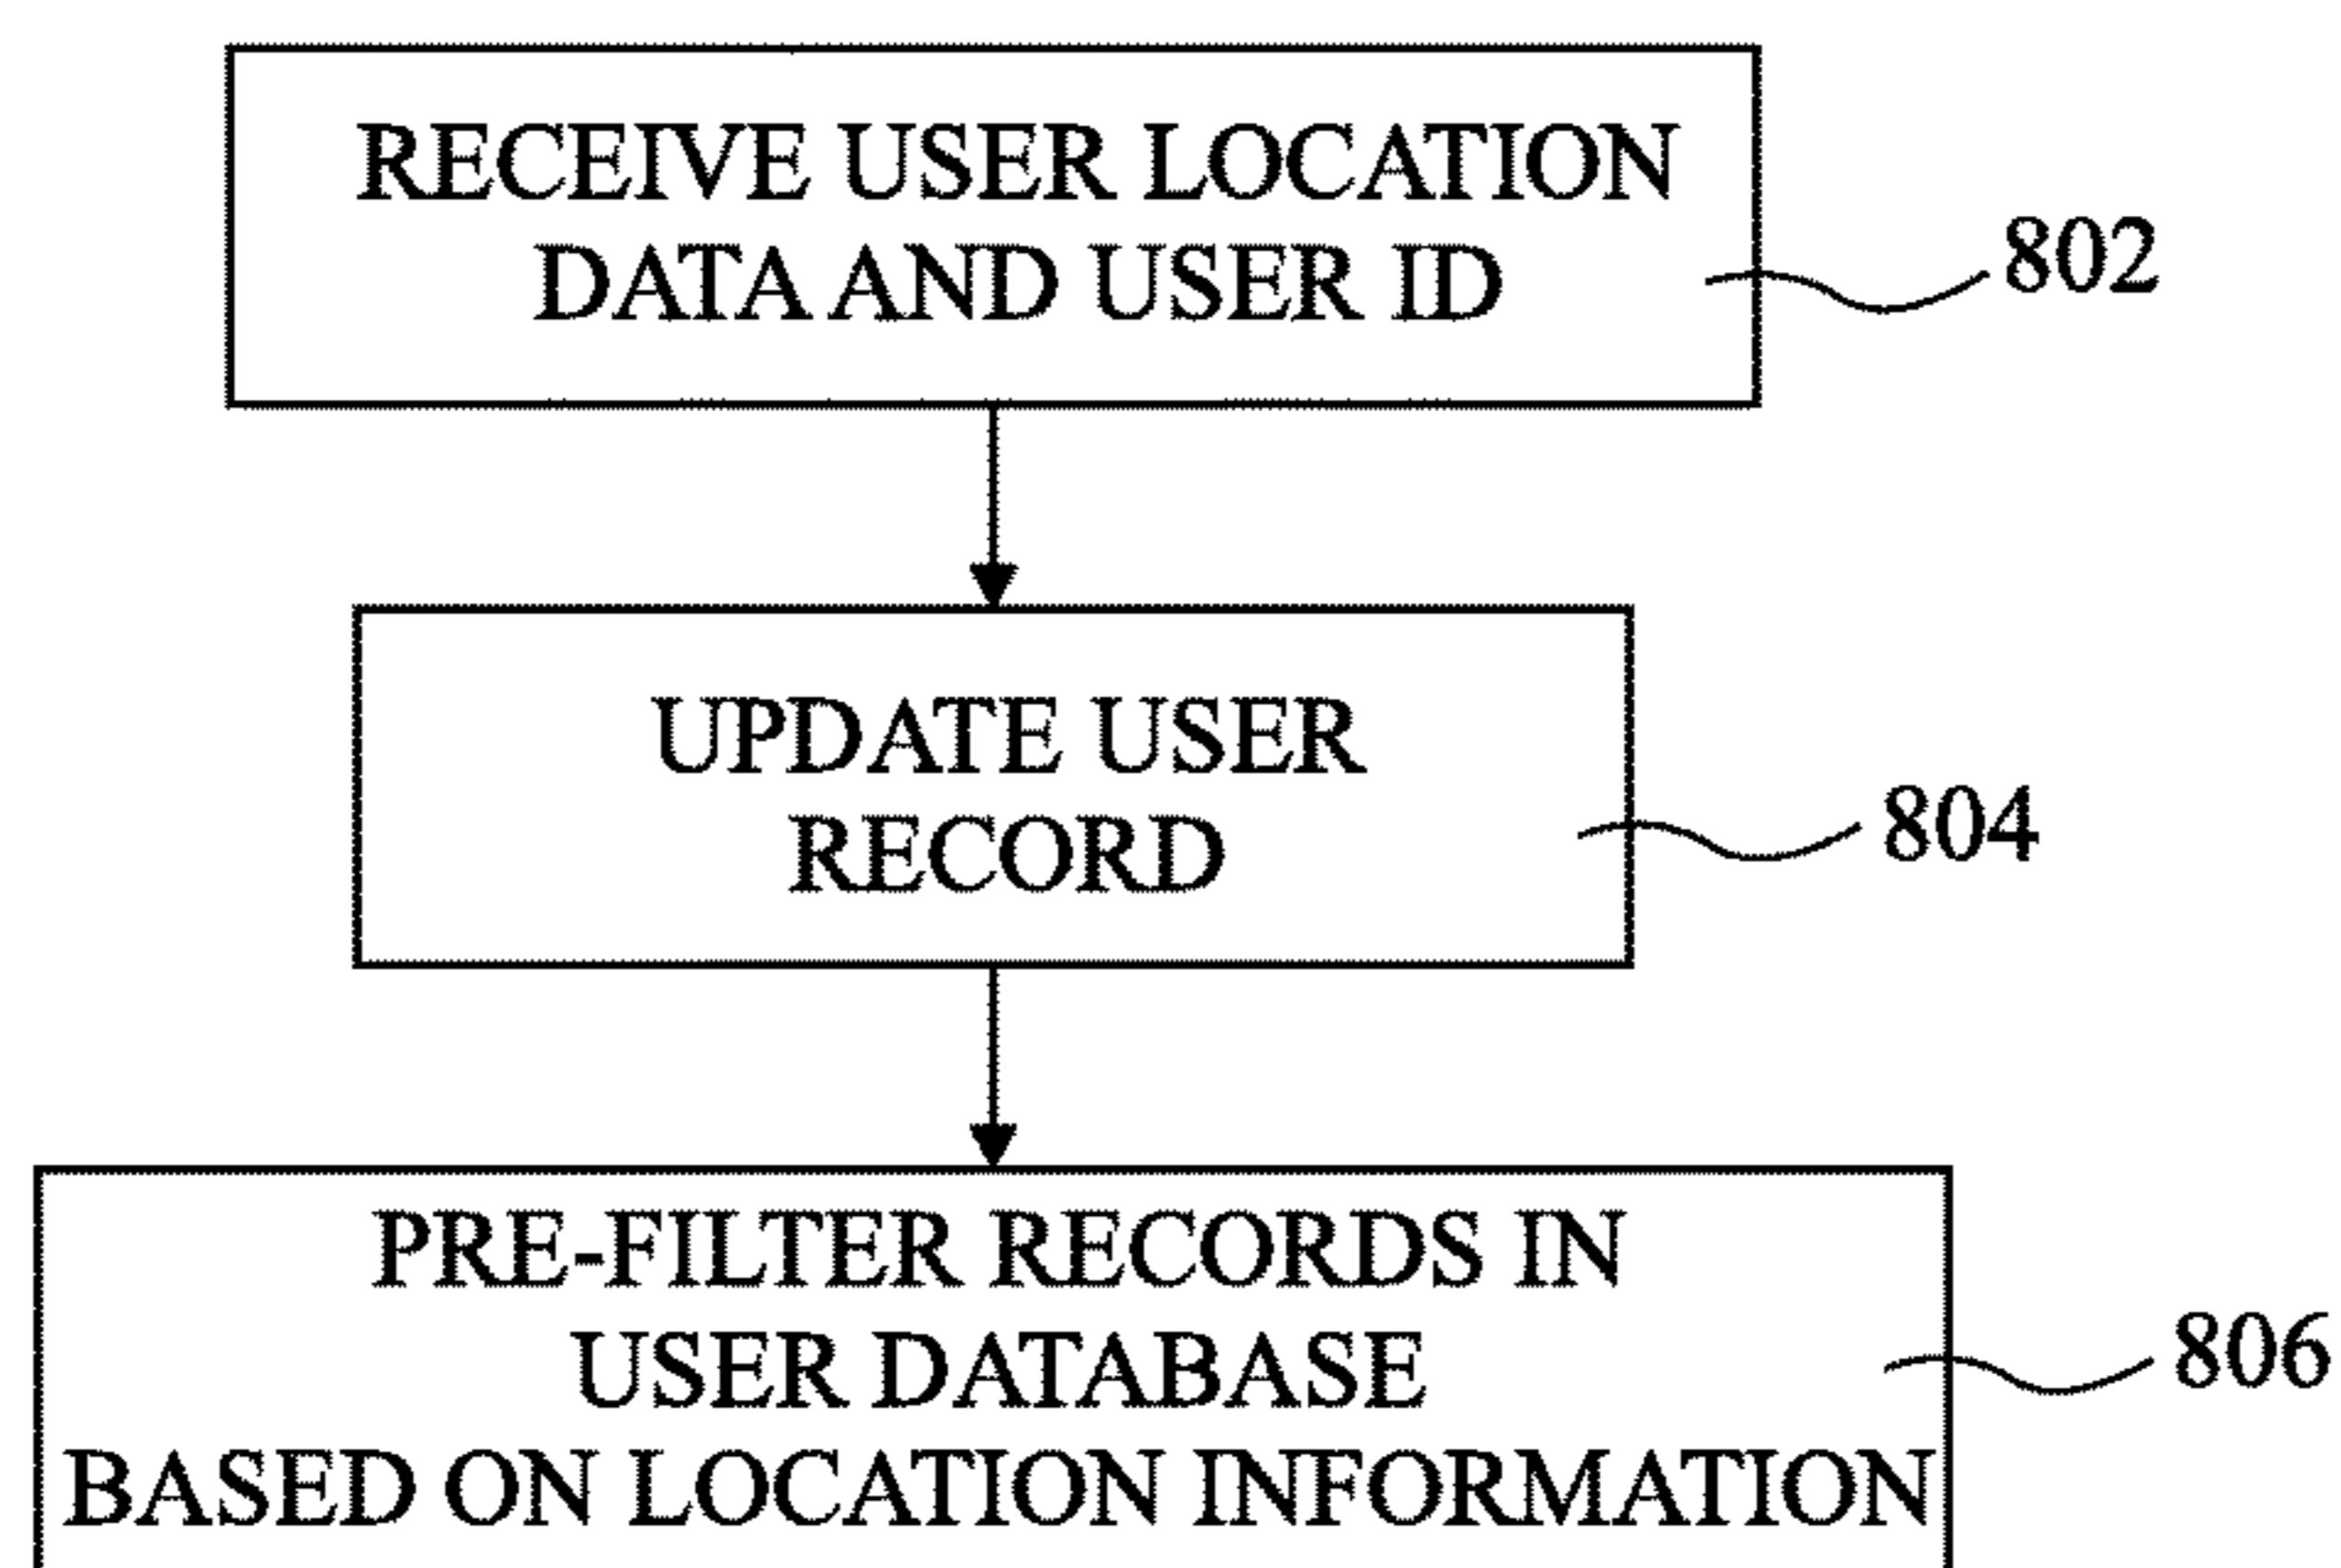 RECEIVE USER LOCATION
DATA AND USER ID
802
UPDATE USER
RECORD
804
PRE-FILTER RECORDS IN
USER DATABASE
806
BASED ON LOCATION INFORMATION